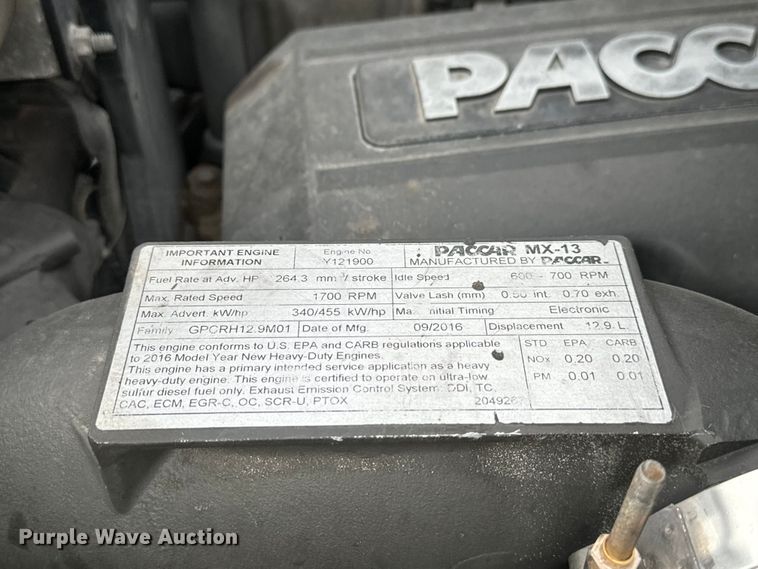 PACC
IMPORTANT ENGINE INFORMATION
Engine No. Y121900
PACCAR MX-13
MANUFACTURED BY PACCAR
Fuel Rate at Adv. HP 264.3 mm³/stroke Idle Speed 600 - 700 RPM
Max. Rated Speed 1700 RPM Valve Lash (mm) 0.50 int. 0.70 exh.
Max. Advert. kW/hp 340/455 kW/hp Initial Timing Electronic
Family GPCRH12.9M01 Date of Mfg. 09/2016 Displacement 12.9 L.
This engine conforms to U.S. EPA and CARB regulations applicable
to 2016 Model Year New Heavy-Duty Engines.
This engine has a primary intended service application as a heavy
heavy-duty engine. This engine is certified to operate on ultra-low
sulfur diesel fuel only. Exhaust Emission Control System: DDI, TC,
CAC, ECM, EGR-C, OC, SCR-U, PTOX
STD EPA CARB
NOx 0.20 0.20
PM 0.01 0.01
Purple Wave Auction